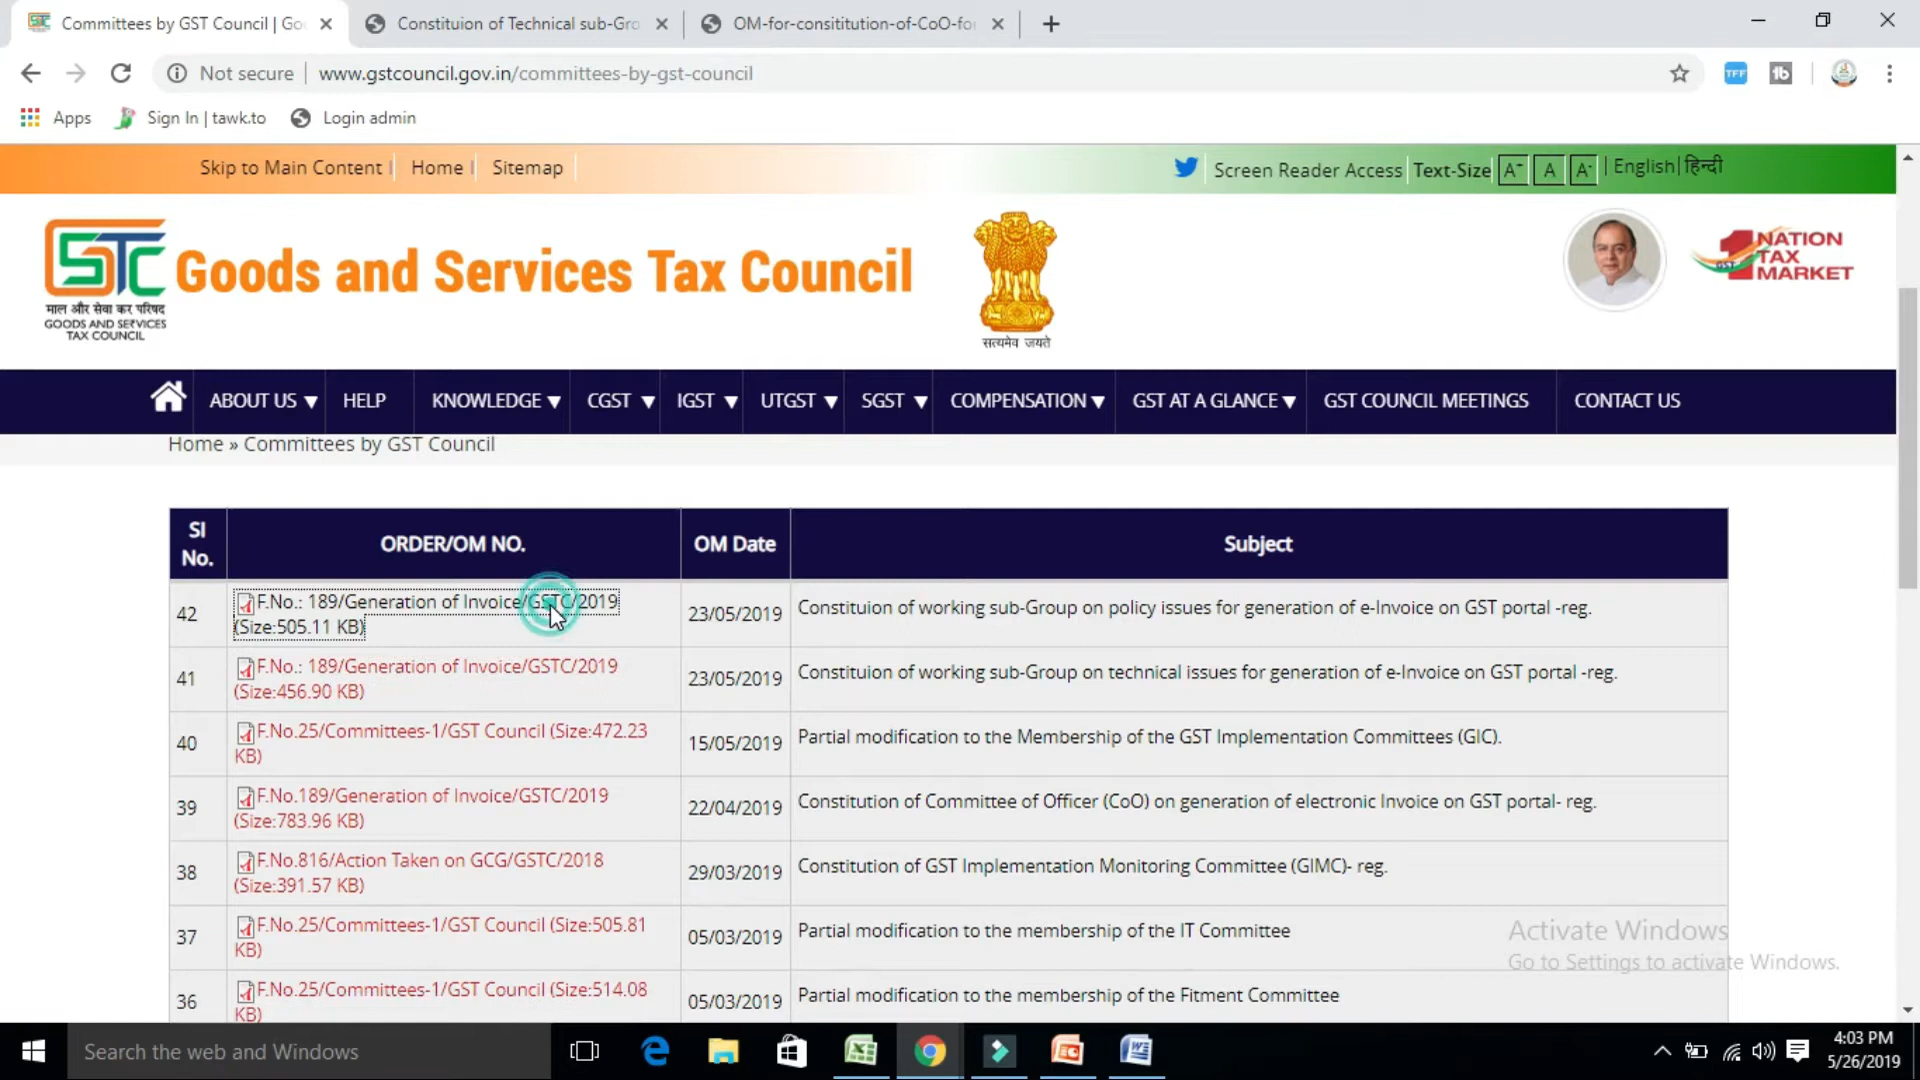 Committees by GST Council | Go
Constituion of Technical sub-Gro
OM-for-consititution-of-CoO-for
Not secure
www.gstcouncil.gov.in/committees-by-gst-council
TFF
Apps
Sign In | tawk.to
Login admin
Skip to Main Content
Home
Sitemap
Screen Reader Access
Text-Size
A+
A
A-
English
हिन्दी
माल और सेवा कर परिषद
GOODS AND SERVICES
TAX COUNCIL
Goods and Services Tax Council
सत्यमेव जयते
1 NATION
TAX
MARKET
GST
ABOUT US
HELP
KNOWLEDGE
CGST
IGST
UTGST
SGST
COMPENSATION
GST AT A GLANCE
GST COUNCIL MEETINGS
CONTACT US
Home » Committees by GST Council
Sl No.
ORDER/OM NO.
OM Date
Subject
42
F.No.: 189/Generation of Invoice/GSTC/2019
(Size:505.11 KB)
23/05/2019
Constituion of working sub-Group on policy issues for generation of e-Invoice on GST portal -reg.
41
F.No.: 189/Generation of Invoice/GSTC/2019
(Size:456.90 KB)
23/05/2019
Constituion of working sub-Group on technical issues for generation of e-Invoice on GST portal -reg.
40
F.No.25/Committees-1/GST Council (Size:472.23
KB)
15/05/2019
Partial modification to the Membership of the GST Implementation Committees (GIC).
39
F.No.189/Generation of Invoice/GSTC/2019
(Size:783.96 KB)
22/04/2019
Constitution of Committee of Officer (CoO) on generation of electronic Invoice on GST portal- reg.
38
F.No.816/Action Taken on GCG/GSTC/2018
(Size:391.57 KB)
29/03/2019
Constitution of GST Implementation Monitoring Committee (GIMC)- reg.
37
F.No.25/Committees-1/GST Council (Size:505.81
KB)
05/03/2019
Partial modification to the membership of the IT Committee
36
F.No.25/Committees-1/GST Council (Size:514.08
KB)
05/03/2019
Partial modification to the membership of the Fitment Committee
Activate Windows
Go to Settings to activate Windows.
Search the web and Windows
4:03 PM
5/26/2019